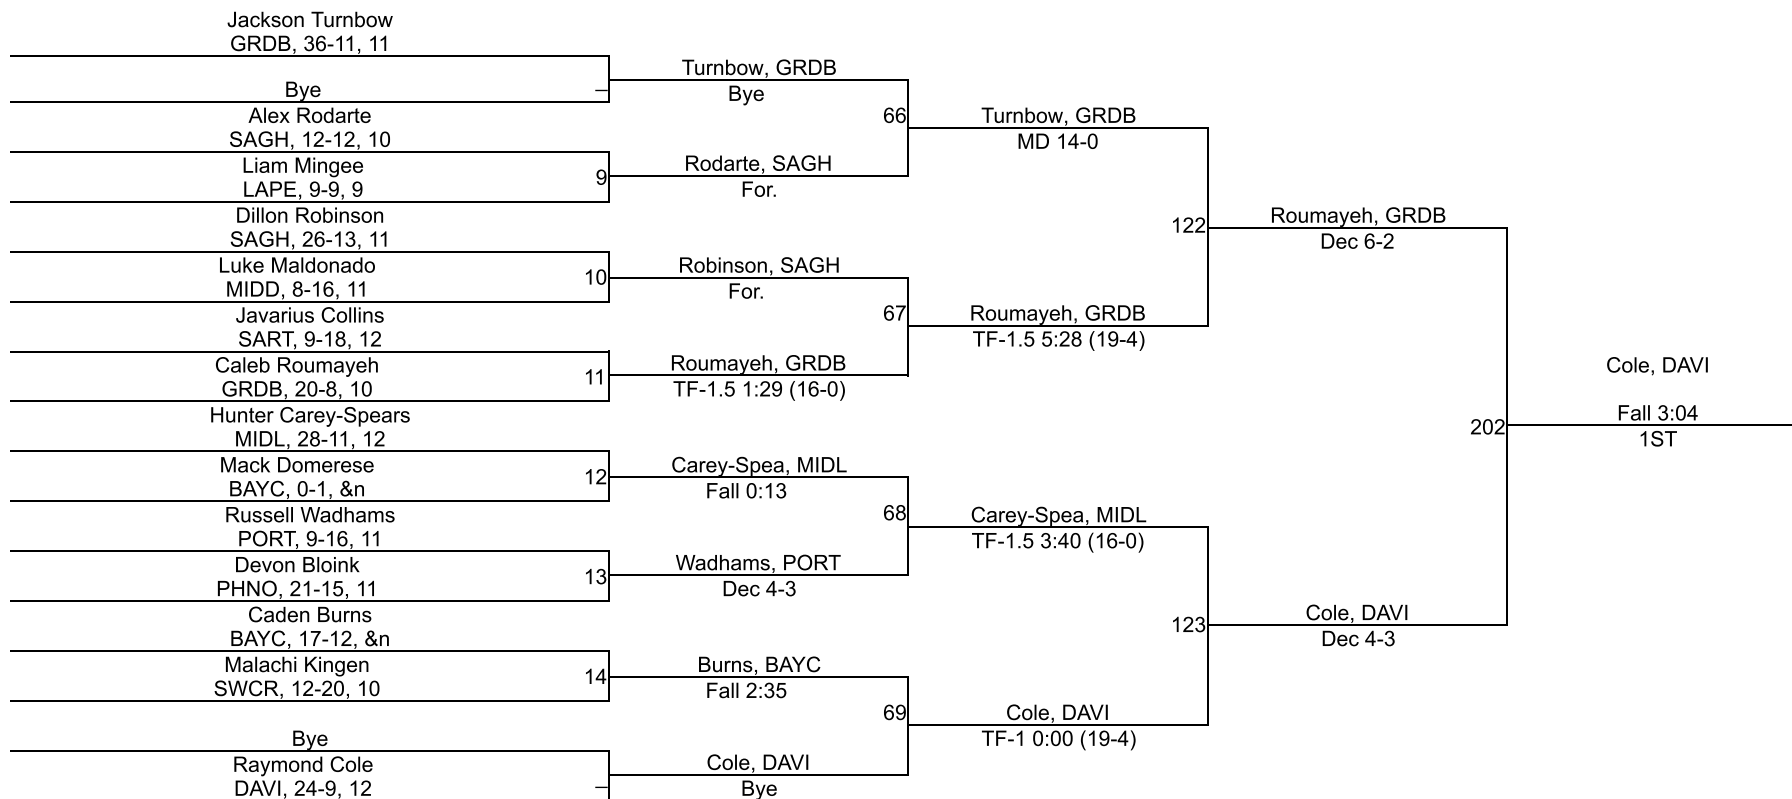 Jackson Turnbow
GRDB, 36-11, 11
Bye
–
Alex Rodarte
SAGH, 12-12, 10
Liam Mingee
LAPE, 9-9, 9
9
Dillon Robinson
SAGH, 26-13, 11
Luke Maldonado
MIDD, 8-16, 11
10
Javarius Collins
SART, 9-18, 12
Caleb Roumayeh
GRDB, 20-8, 10
11
Hunter Carey-Spears
MIDL, 28-11, 12
Mack Domerese
BAYC, 0-1, &n
12
Russell Wadhams
PORT, 9-16, 11
Devon Bloink
PHNO, 21-15, 11
13
Caden Burns
BAYC, 17-12, &n
Malachi Kingen
SWCR, 12-20, 10
14
Bye
Raymond Cole
DAVI, 24-9, 12
–
Turnbow, GRDB
Bye
66
Rodarte, SAGH
For.
Robinson, SAGH
For.
67
Roumayeh, GRDB
TF-1.5 1:29 (16-0)
Carey-Spea, MIDL
Fall 0:13
68
Wadhams, PORT
Dec 4-3
Burns, BAYC
Fall 2:35
69
Cole, DAVI
Bye
Turnbow, GRDB
MD 14-0
122
Roumayeh, GRDB
TF-1.5 5:28 (19-4)
Carey-Spea, MIDL
TF-1.5 3:40 (16-0)
123
Cole, DAVI
TF-1 0:00 (19-4)
Roumayeh, GRDB
Dec 6-2
202
Cole, DAVI
Dec 4-3
Cole, DAVI
Fall 3:04
1ST